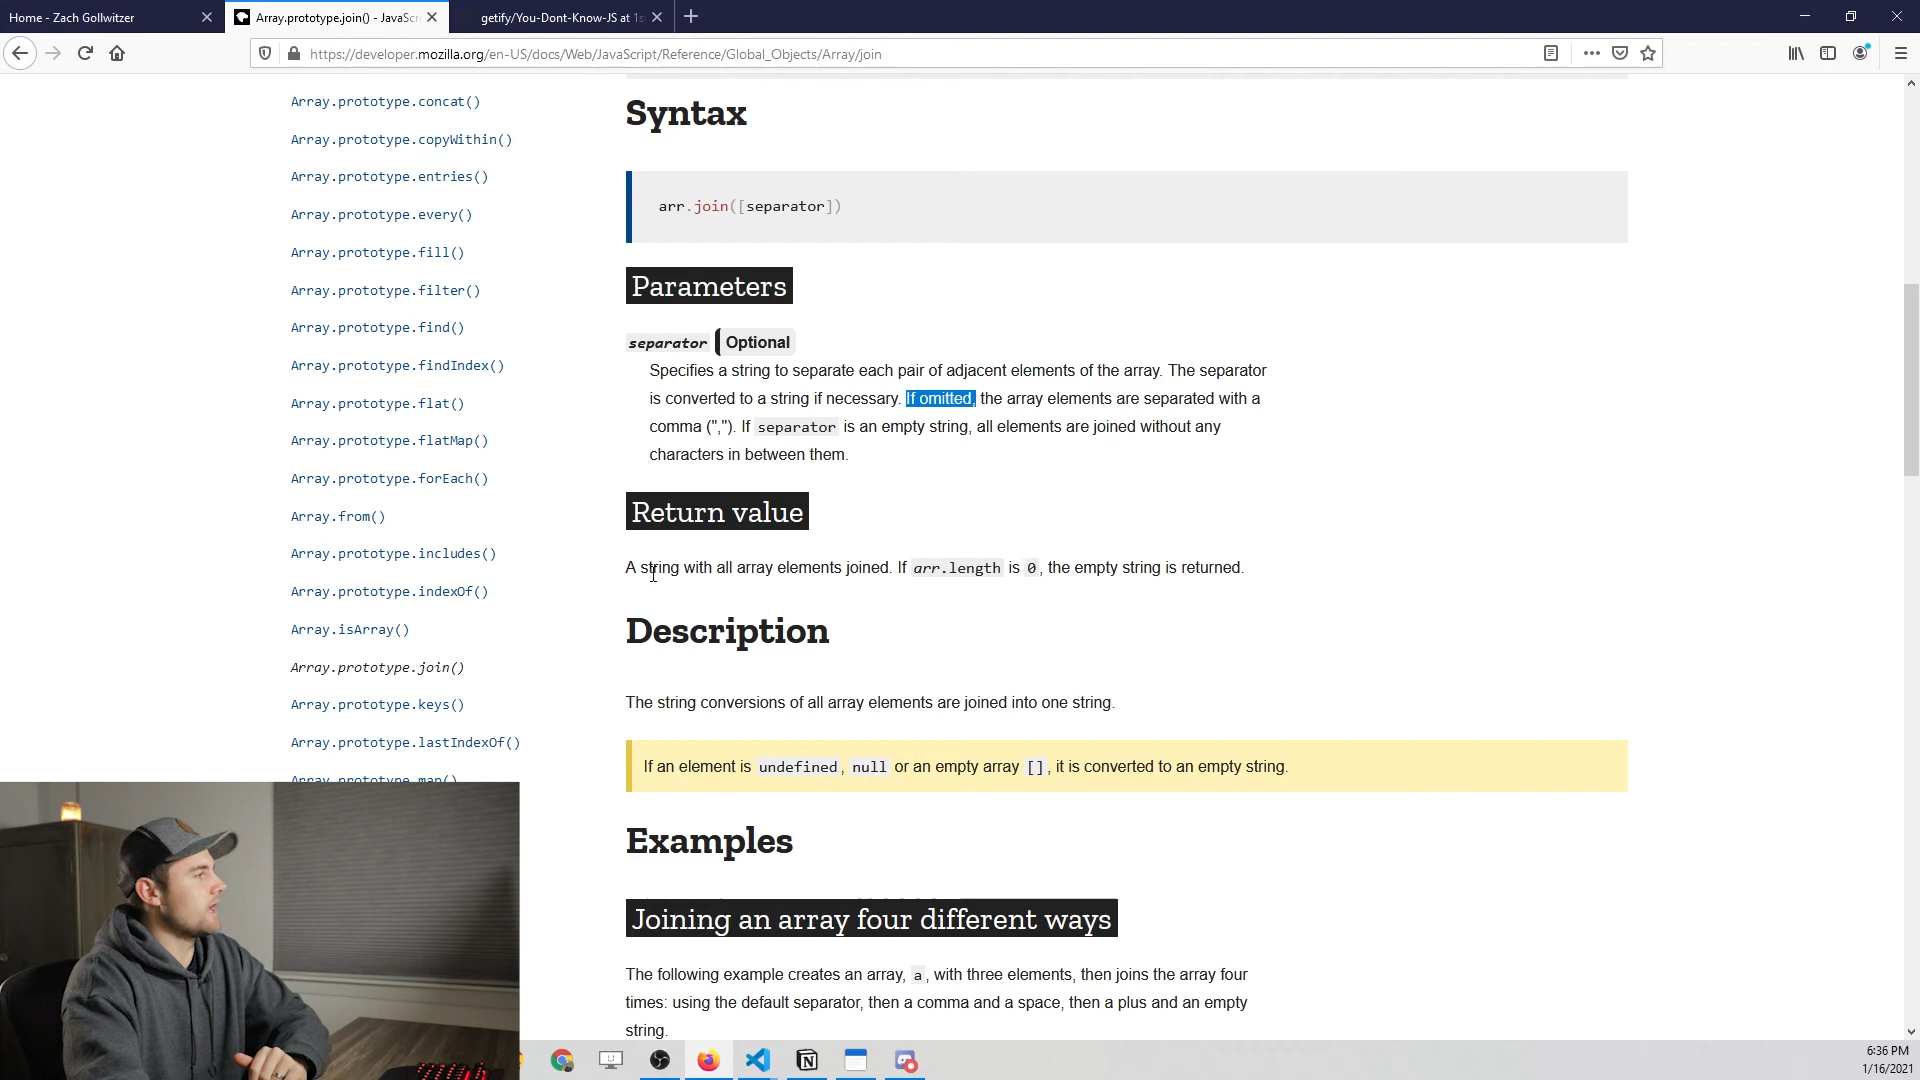 Home - Zach Gollwitzer
Array.prototype.join() - JavaScr
getify/You-Dont-Know-JS at 1s
https://developer.mozilla.org/en-US/docs/Web/JavaScript/Reference/Global_Objects/Array/join
Array.prototype.concat()
Array.prototype.copyWithin()
Array.prototype.entries()
Array.prototype.every()
Array.prototype.fill()
Array.prototype.filter()
Array.prototype.find()
Array.prototype.findIndex()
Array.prototype.flat()
Array.prototype.flatMap()
Array.prototype.forEach()
Array.from()
Array.prototype.includes()
Array.prototype.indexOf()
Array.isArray()
Array.prototype.join()
Array.prototype.keys()
Array.prototype.lastIndexOf()
Array.prototype.map()
Syntax
arr.join([separator])
Parameters
separator Optional
Specifies a string to separate each pair of adjacent elements of the array. The separator
is converted to a string if necessary. If omitted, the array elements are separated with a
comma (","). If separator is an empty string, all elements are joined without any
characters in between them.
Return value
A string with all array elements joined. If arr.length is 0, the empty string is returned.
Description
The string conversions of all array elements are joined into one string.
If an element is undefined, null or an empty array [], it is converted to an empty string.
Examples
Joining an array four different ways
The following example creates an array, a, with three elements, then joins the array four
times: using the default separator, then a comma and a space, then a plus and an empty
string.
6:36 PM
1/16/2021